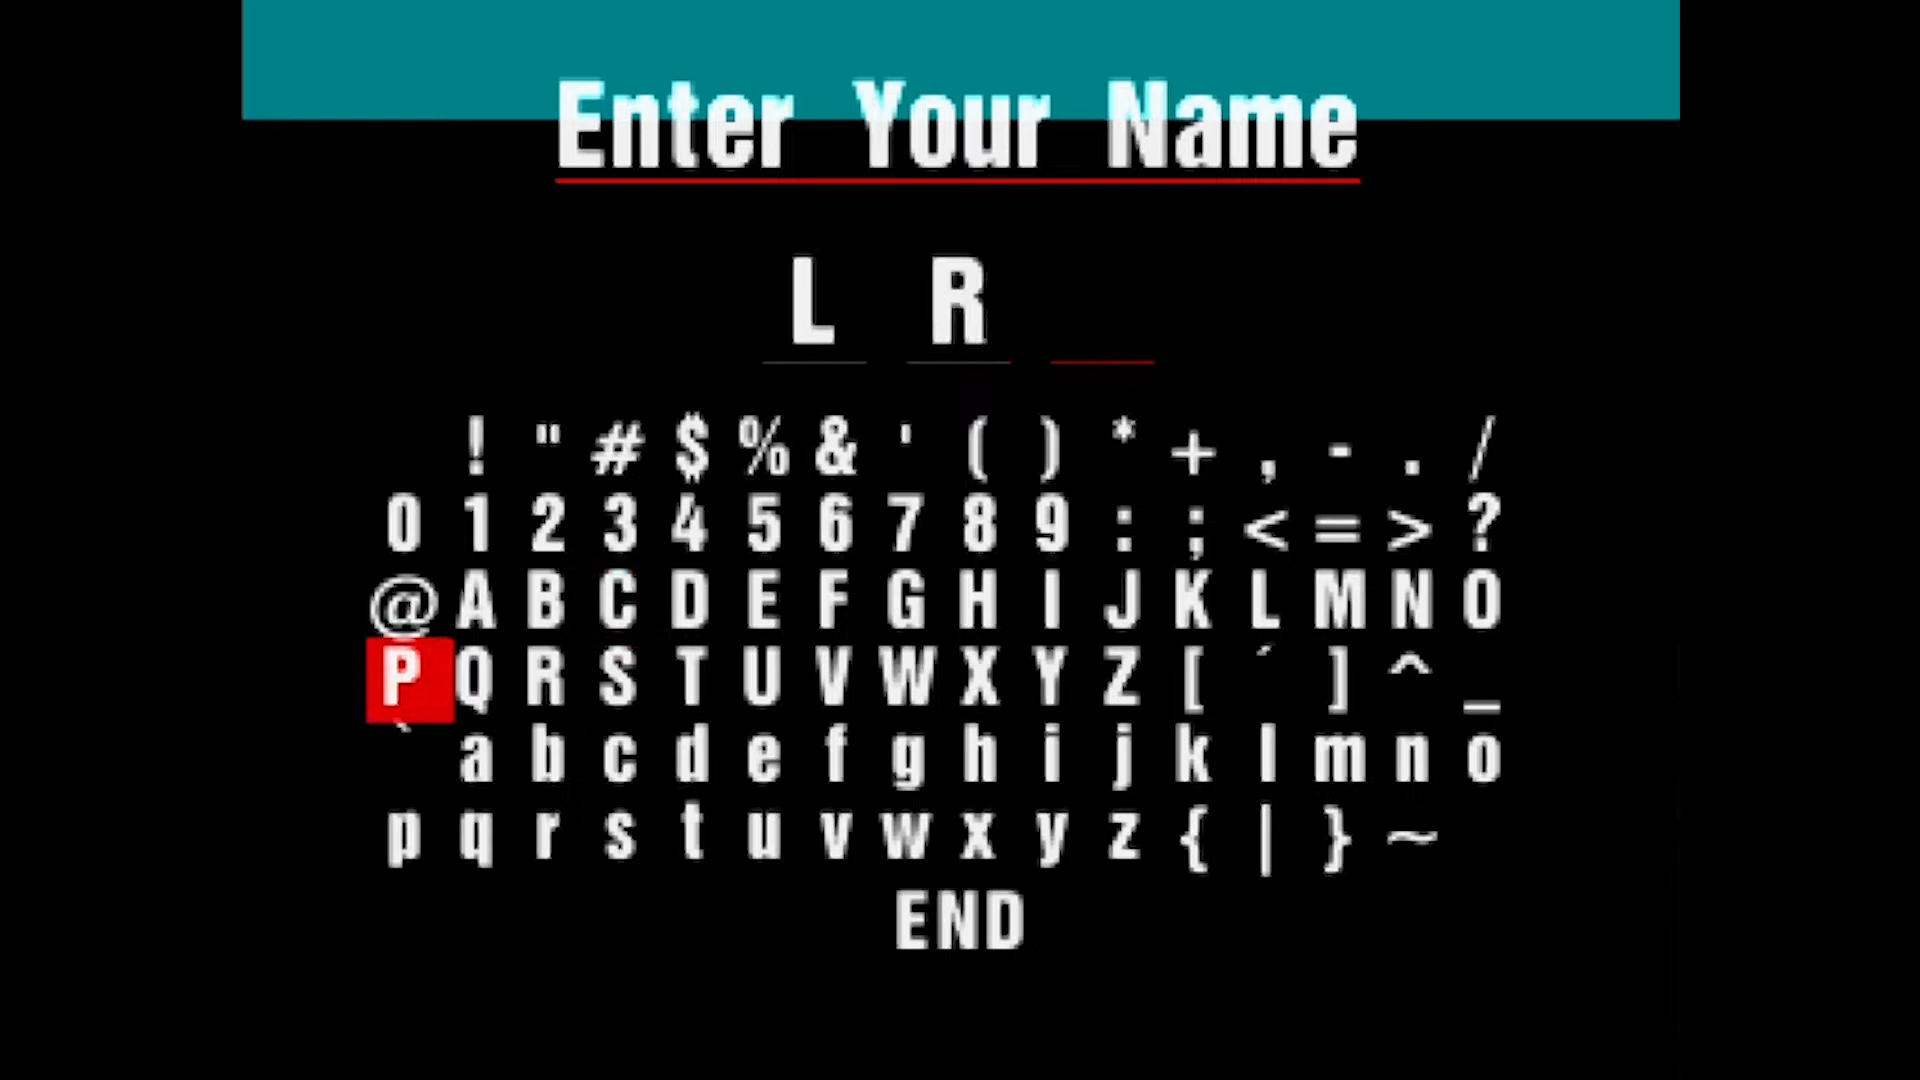 Enter Your Name
L R
! " # $ % & ' ( ) * + , - . /
0 1 2 3 4 5 6 7 8 9 : ; < = > ?
@ A B C D E F G H I J K L M N O
P Q R S T U V W X Y Z [ ´ ] ^ _
` a b c d e f g h i j k l m n o
p q r s t u v w x y z { | } ~
END